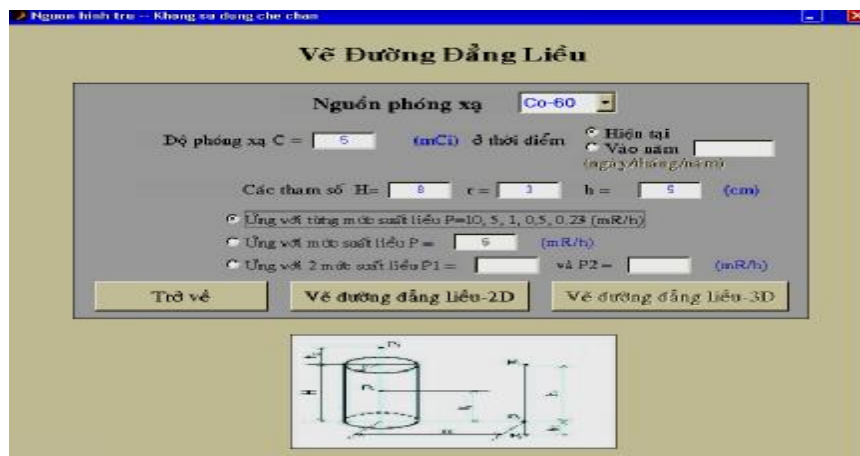 Nguon hinh tru -- Khong su dung che chan
Vẽ Đường Đẳng Liều
Nguồn phóng xạ Co-60
Độ phóng xạ C = 5 (mCi) ở thời điểm Hiện tại
Vào năm
(ngày/tháng/năm)
Các tham số H= 8 r = 3 h = 5 (cm)
Ứng với từng mức suất liều P=10, 5, 1, 0,5, 0.23 (mR/h)
Ứng với mức suất liều P = 5 (mR/h)
Ứng với 2 mức suất liều P1 = và P2 = (mR/h)
Trở về Vẽ đường đẳng liều-2D Vẽ đường đẳng liều-3D
H